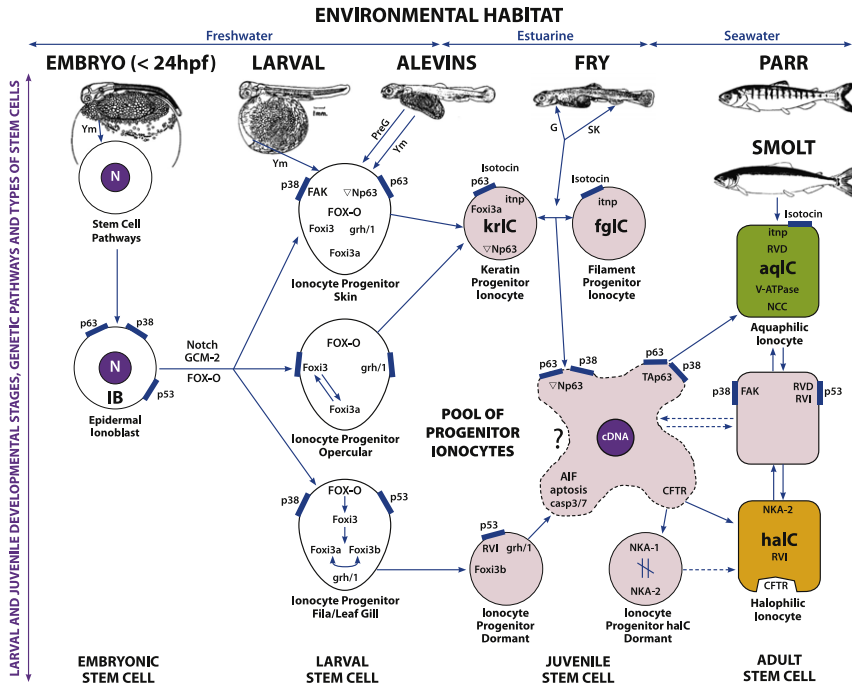 ENVIRONMENTAL HABITAT
Freshwater
Estuarine
Seawater
EMBRYO (< 24hpf)
LARVAL
ALEVINS
FRY
PARR
SMOLT
LARVAL AND JUVENILE DEVELOPMENTAL STAGES, GENETIC PATHWAYS AND TYPES OF STEM CELLS
Ym
N
Stem Cell
Pathways
p63
p38
N
IB
p53
Epidermal
Ionoblast
Notch
GCM-2
FOX-O
1mm.
Ym
PreG
Ym
p38
p63
FAK
▽Np63
FOX-O
Foxi3
grh/1
Foxi3a
Ionocyte Progenitor
Skin
FOX-O
Foxi3
grh/1
Foxi3a
Ionocyte Progenitor
Opercular
p38
p53
FOX-O
Foxi3
Foxi3a
Foxi3b
grh/1
Ionocyte Progenitor
Fila/Leaf Gill
G
SK
Isotocin
p63
itnp
Foxi3a
krIC
▽Np63
Keratin
Progenitor
Ionocyte
Isotocin
itnp
fgIC
Filament
Progenitor
Ionocyte
POOL OF
PROGENITOR
IONOCYTES
p63
p38
▽Np63
p63
p38
TAp63
?
cDNA
AIF
aptosis
casp3/7
CFTR
p53
RVI
grh/1
Foxi3b
Ionocyte
Progenitor
Dormant
NKA-1
NKA-2
Ionocyte
Progenitor halC
Dormant
Isotocin
itnp
RVD
aqIC
V-ATPase
NCC
Aquaphilic
Ionocyte
p38
FAK
RVD
RVI
p53
NKA-2
halC
RVI
CFTR
Halophilic
Ionocyte
EMBRYONIC
STEM CELL
LARVAL
STEM CELL
JUVENILE
STEM CELL
ADULT
STEM CELL